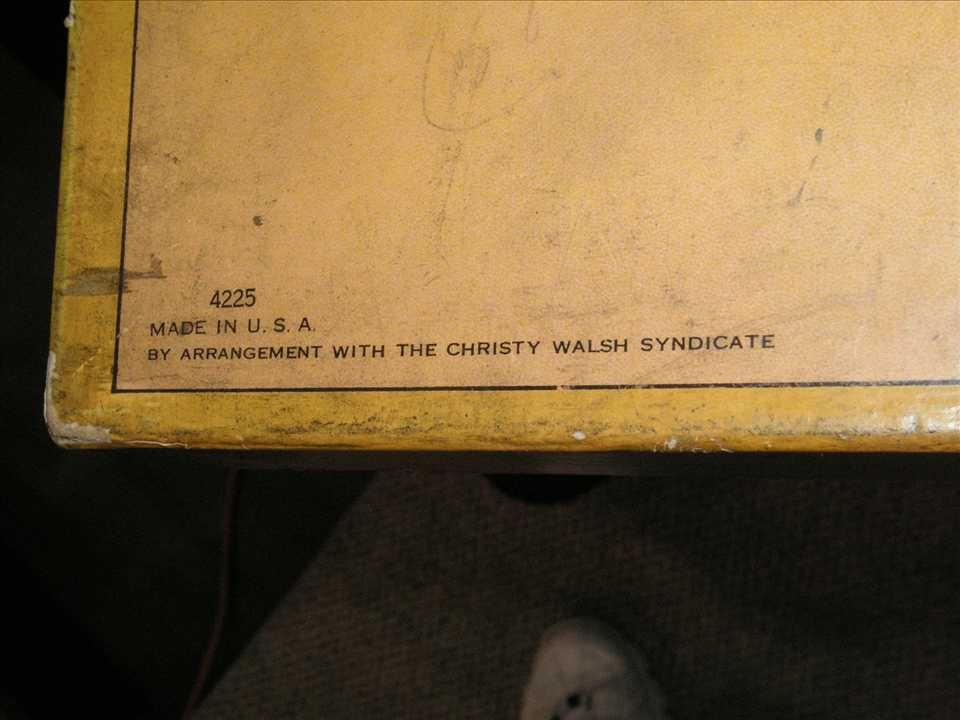 4225
MADE IN U. S. A.
BY ARRANGEMENT WITH THE CHRISTY WALSH SYNDICATE